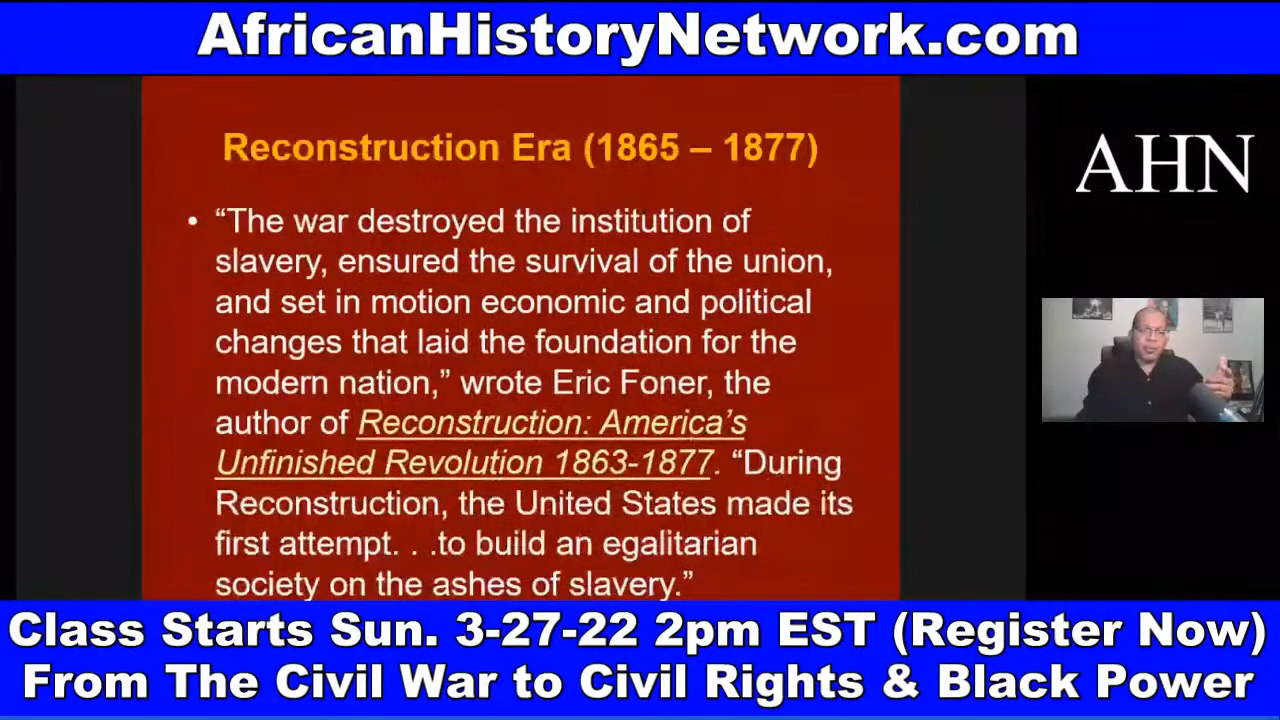 AfricanHistoryNetwork.com
Reconstruction Era (1865 – 1877)
AHN
• “The war destroyed the institution of
slavery, ensured the survival of the union,
and set in motion economic and political
changes that laid the foundation for the
modern nation,” wrote Eric Foner, the
author of Reconstruction: America’s
Unfinished Revolution 1863-1877. “During
Reconstruction, the United States made its
first attempt. . .to build an egalitarian
society on the ashes of slavery.”
Class Starts Sun. 3-27-22 2pm EST (Register Now)
From The Civil War to Civil Rights & Black Power